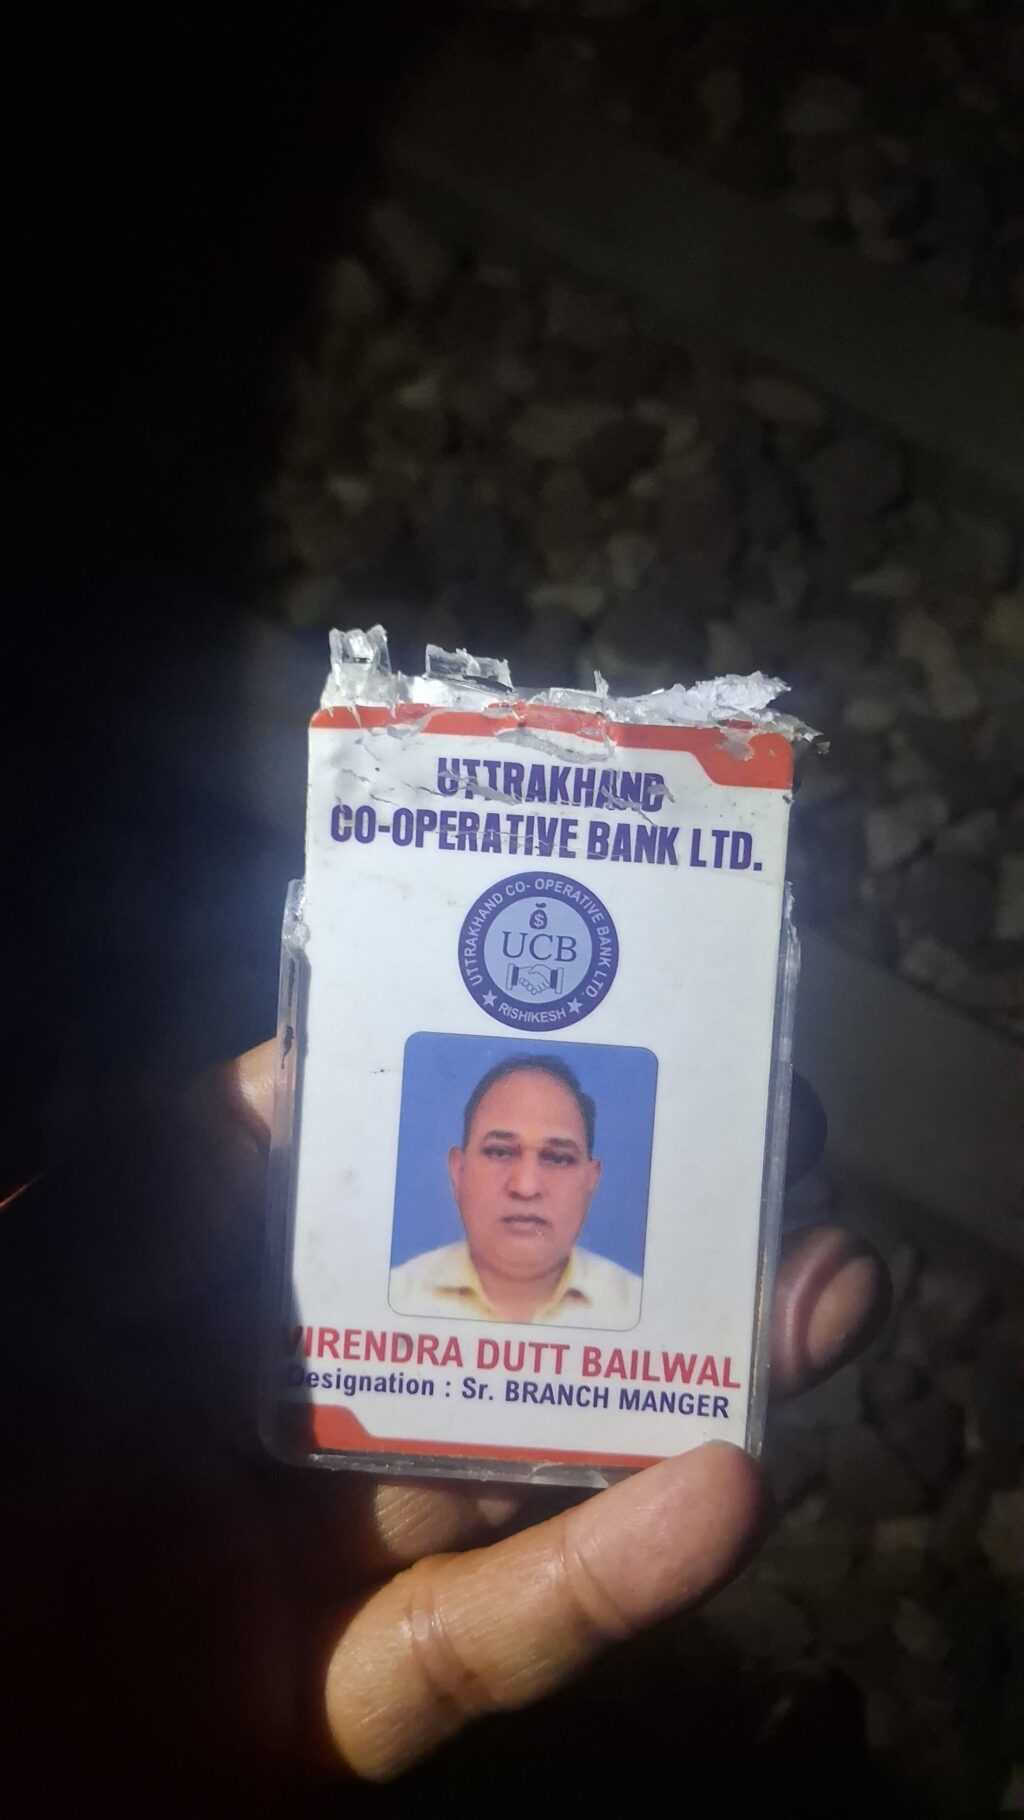 UTTRAKHAND
CO-OPERATIVE BANK LTD.
UTTRAKHAND CO- OPERATIVE BANK LTD.
$
UCB
★ RISHIKESH ★
VIRENDRA DUTT BAILWAL
Designation : Sr. BRANCH MANGER